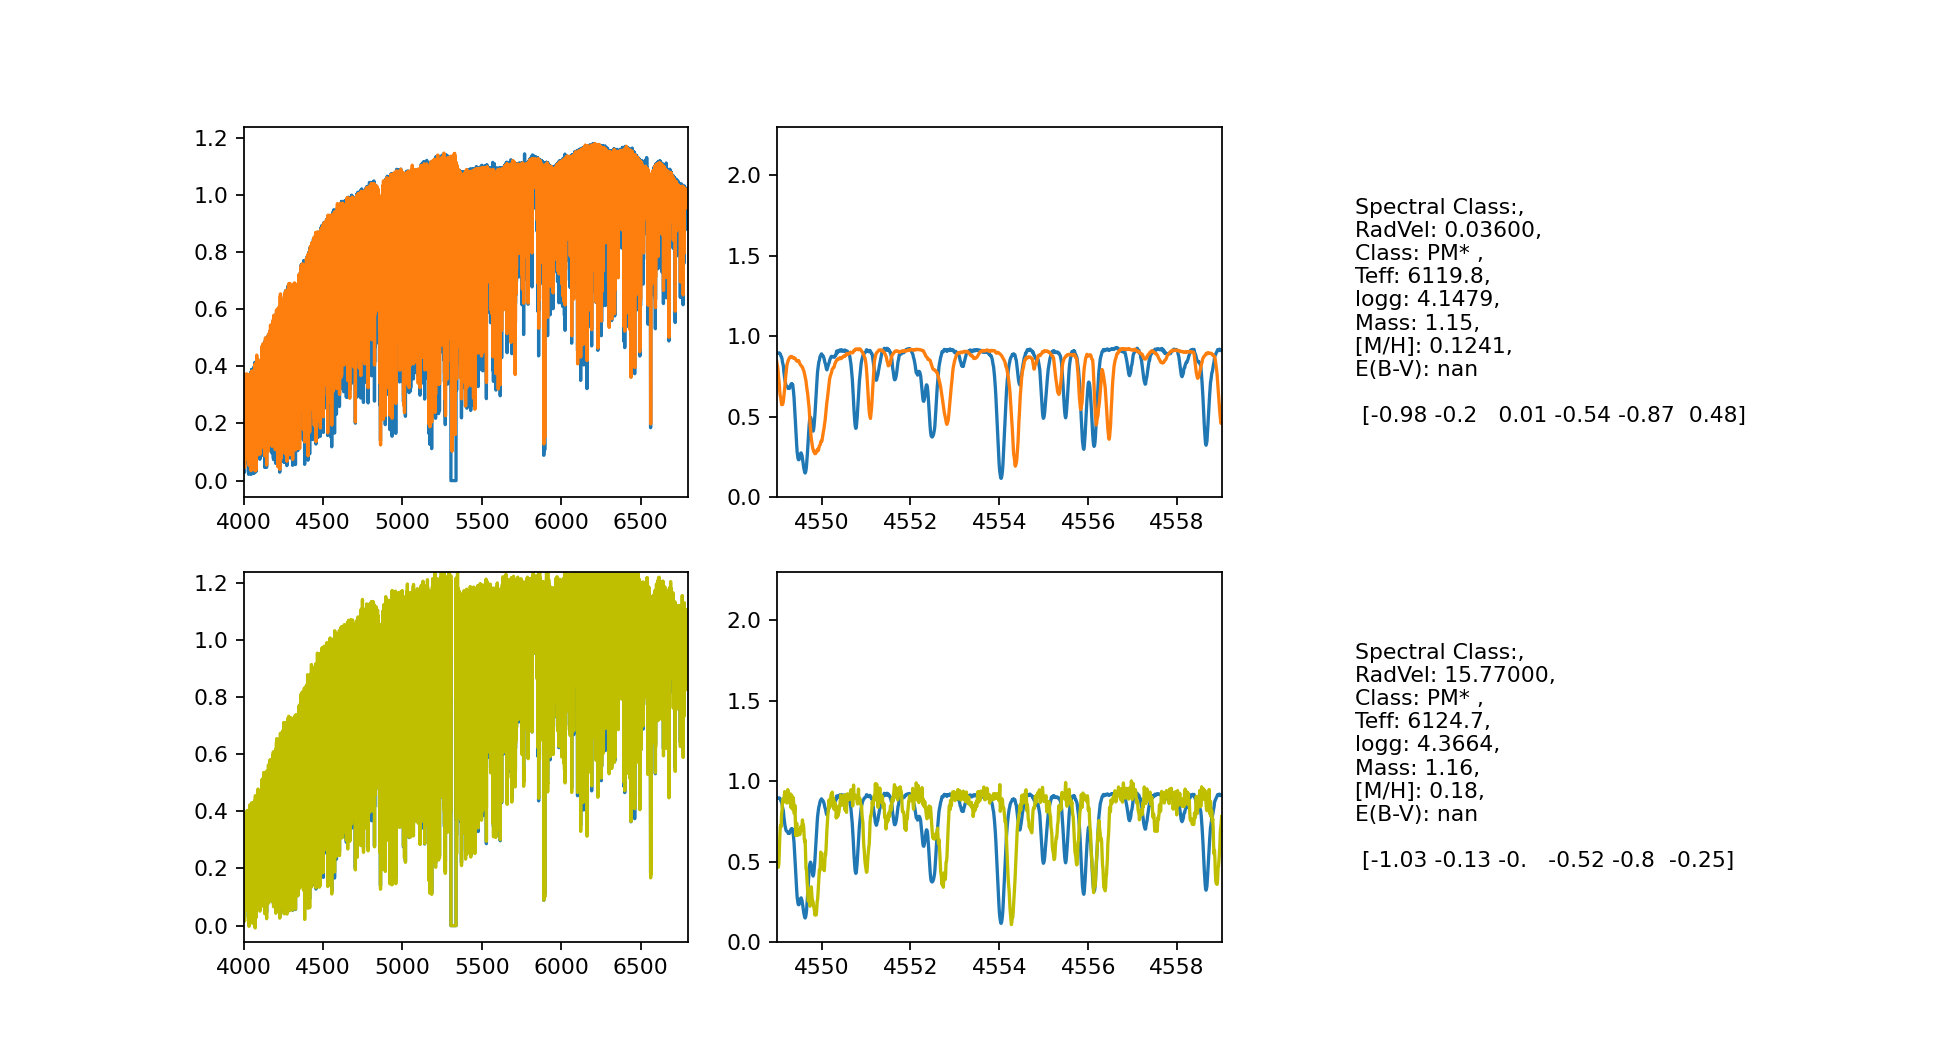 1.2
1.0
0.8
0.6
0.4
0.2
0.0
4000 4500 5000 5500 6000 6500
2.0
1.5
1.0
0.5
0.0
4550 4552 4554 4556 4558
Spectral Class:,
RadVel: 0.03600,
Class: PM* ,
Teff: 6119.8,
logg: 4.1479,
Mass: 1.15,
[M/H]: 0.1241,
E(B-V): nan
[-0.98 -0.2   0.01 -0.54 -0.87  0.48]
1.2
1.0
0.8
0.6
0.4
0.2
0.0
4000 4500 5000 5500 6000 6500
2.0
1.5
1.0
0.5
0.0
4550 4552 4554 4556 4558
Spectral Class:,
RadVel: 15.77000,
Class: PM* ,
Teff: 6124.7,
logg: 4.3664,
Mass: 1.16,
[M/H]: 0.18,
E(B-V): nan
[-1.03 -0.13 -0.   -0.52 -0.8  -0.25]